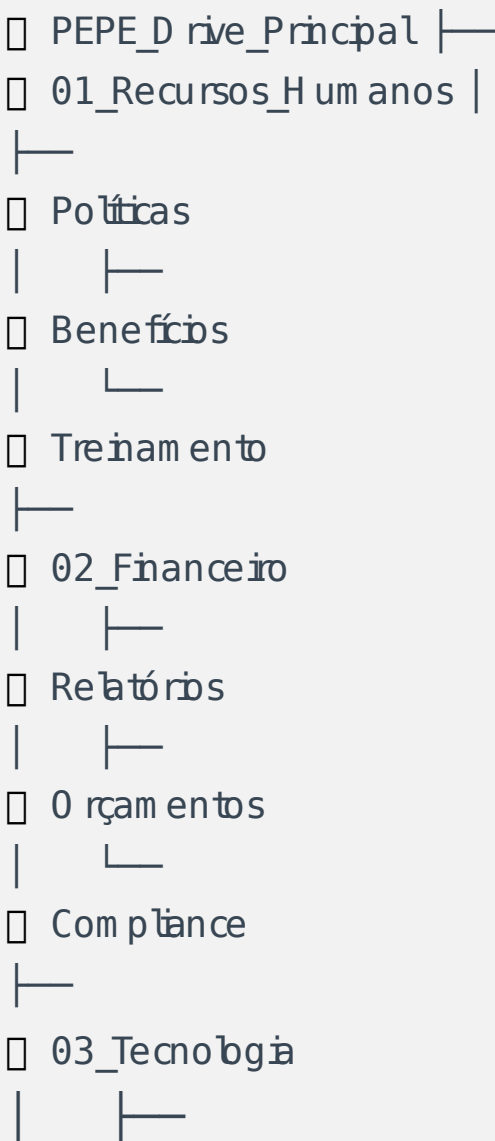 ▯ PEPE_Drive_Principal ├──
▯ 01_Recursos_Humanos │
├──
▯ Políticas
│   ├──
▯ Benefícios
│   └──
▯ Treinamento
├──
▯ 02_Financeiro
│   ├──
▯ Relatórios
│   ├──
▯ Orçamentos
│   └──
▯ Compliance
├──
▯ 03_Tecnologia
│   ├──